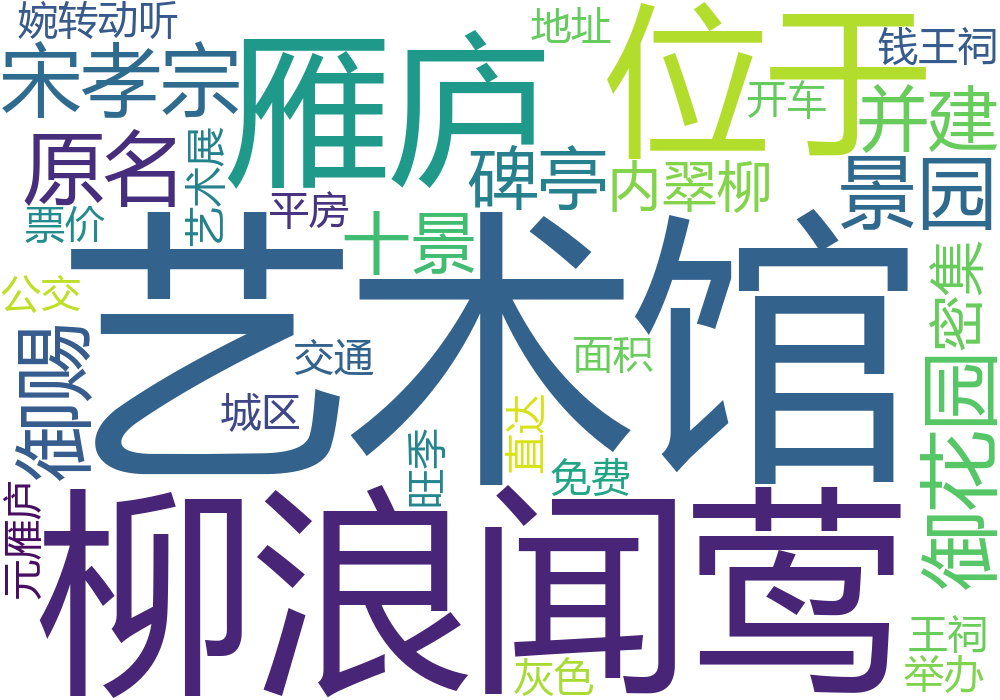 婉转动听
地址
位于
钱王祠
宋孝宗
雁庐
开车
并建
原名
艺术展
碑亭
内翠柳
景园
票价
平房
十景
艺术馆
密集
公交
御赐
交通
面积
城区
直达
御花园
旺季
免费
元雁庐
柳浪闻莺
灰色
王祠
举办